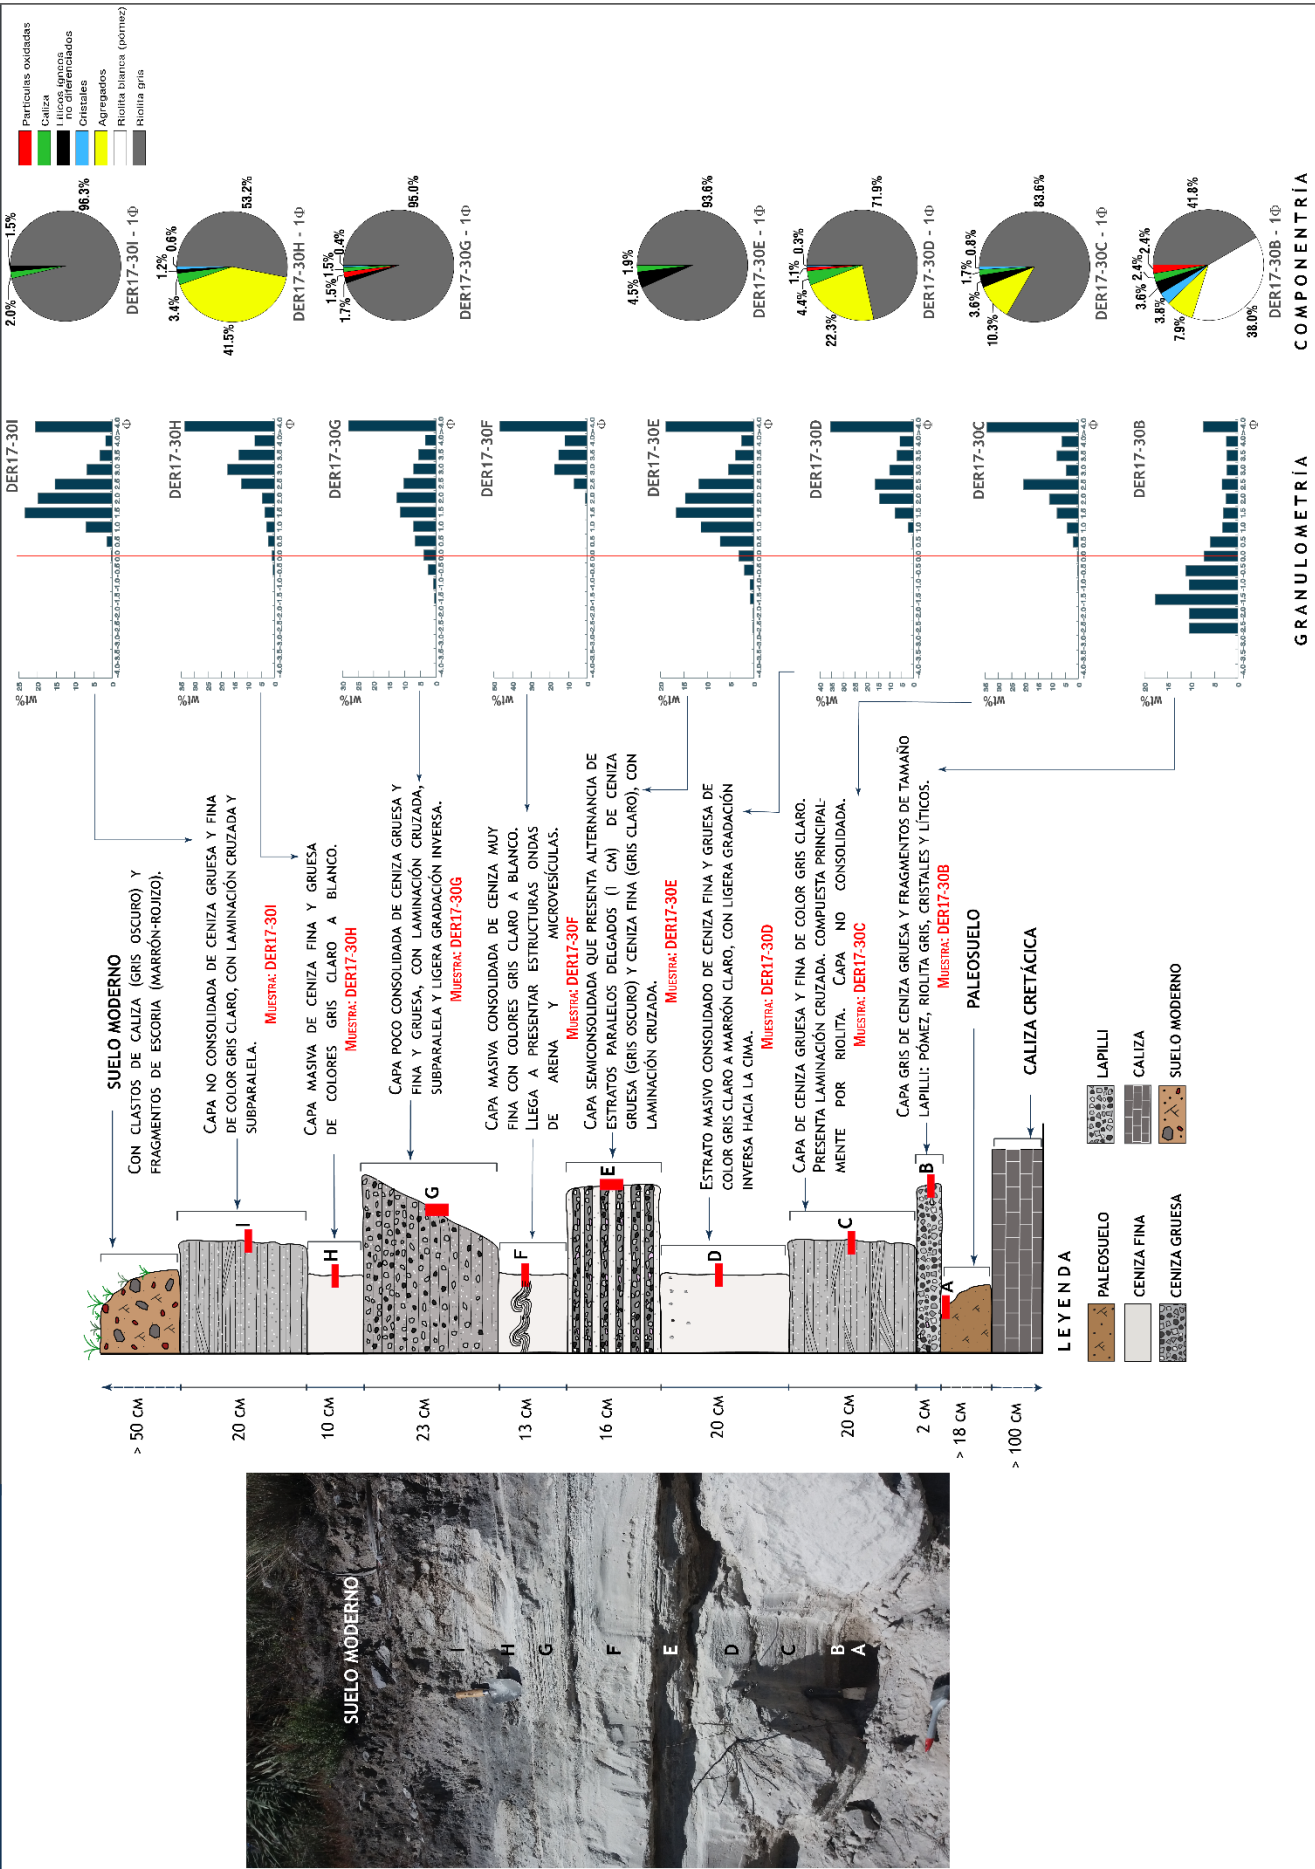 SUELO MODERNO
I
H
G
F
E
D
C
B
A
> 50 CM
20 CM
10 CM
23 CM
13 CM
16 CM
20 CM
20 CM
2 CM
> 18 CM
> 100 CM
I
H
G
F
E
D
C
B
A
SUELO MODERNO
CON CLASTOS DE CALIZA (GRIS OSCURO) Y
FRAGMENTOS DE ESCORIA (MARRÓN-ROJIZO).
CAPA NO CONSOLIDADA DE CENIZA GRUESA Y FINA
DE COLOR GRIS CLARO, CON LAMINACIÓN CRUZADA Y
SUBPARALELA.
MUESTRA: DER17-30I
CAPA MASIVA DE CENIZA FINA Y GRUESA
DE COLORES GRIS CLARO A BLANCO.
MUESTRA: DER17-30H
CAPA POCO CONSOLIDADA DE CENIZA GRUESA Y
FINA Y GRUESA, CON LAMINACIÓN CRUZADA,
SUBPARALELA Y LIGERA GRADACIÓN INVERSA.
MUESTRA: DER17-30G
CAPA MASIVA CONSOLIDADA DE CENIZA MUY
FINA CON COLORES GRIS CLARO A BLANCO.
LLEGA A PRESENTAR ESTRUCTURAS ONDAS
DE ARENA Y MICROVESÍCULAS.
MUESTRA: DER17-30F
CAPA SEMICONSOLIDADA QUE PRESENTA ALTERNANCIA DE
ESTRATOS PARALELOS DELGADOS (1 CM) DE CENIZA
GRUESA (GRIS OSCURO) Y CENIZA FINA (GRIS CLARO), CON
LAMINACIÓN CRUZADA.
MUESTRA: DER17-30E
ESTRATO MASIVO CONSOLIDADO DE CENIZA FINA Y GRUESA DE
COLOR GRIS CLARO A MARRÓN CLARO, CON LIGERA GRADACIÓN
INVERSA HACIA LA CIMA.
MUESTRA: DER17-30D
CAPA DE CENIZA GRUESA Y FINA DE COLOR GRIS CLARO.
PRESENTA LAMINACIÓN CRUZADA. COMPUESTA PRINCIPAL-
MENTE POR RIOLITA. CAPA NO CONSOLIDADA.
MUESTRA: DER17-30C
CAPA GRIS DE CENIZA GRUESA Y FRAGMENTOS DE TAMAÑO
LAPILLI: PÓMEZ, RIOLITA GRIS, CRISTALES Y LÍTICOS.
MUESTRA: DER17-30B
PALEOSUELO
CALIZA CRETÁCICA
LEYENDA
PALEOSUELO
CENIZA FINA
CENIZA GRUESA
LAPILLI
CALIZA
SUELO MODERNO
DER17-30I
DER17-30H
DER17-30G
DER17-30F
DER17-30E
DER17-30D
DER17-30C
DER17-30B
GRANULOMETRÍA
Partículas oxidadas
Caliza
Líticos ígneos
no diferenciados
Cristales
Agregados
Riolita blanca (pómez)
Riolita gris
2.0%
1.5%
96.3%
DER17-30I - 1Φ
41.5%
3.4%
1.2%
0.6%
53.2%
DER17-30H - 1Φ
1.7%
1.5%
1.5%
0.4%
95.0%
DER17-30G - 1Φ
4.5%
1.9%
93.6%
DER17-30E - 1Φ
22.3%
4.4%
1.1%
0.3%
71.9%
DER17-30D - 1Φ
10.3%
3.6%
1.7%
0.8%
83.6%
DER17-30C - 1Φ
38.0%
7.9%
3.8%
3.6%
2.4%
2.4%
41.8%
DER17-30B - 1Φ
COMPONENTRÍA